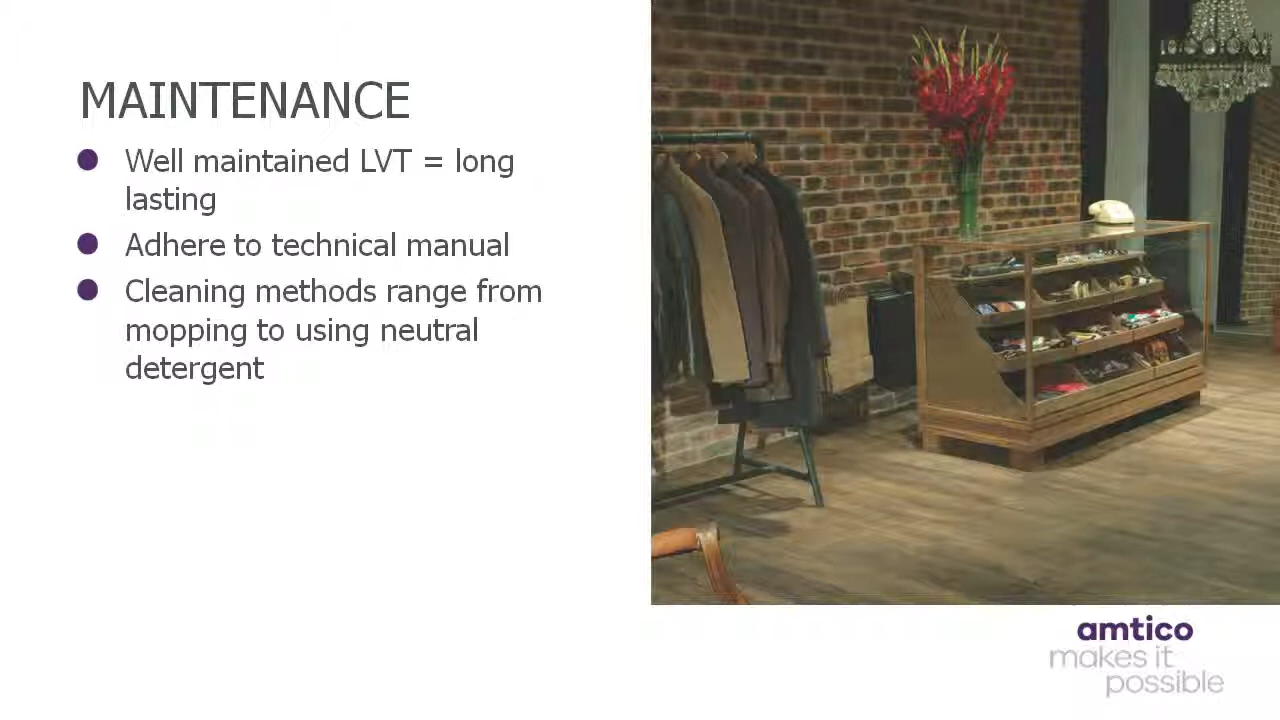 MAINTENANCE
Well maintained LVT = long
lasting
Adhere to technical manual
Cleaning methods range from
mopping to using neutral
detergent
amtico
makes it
possible